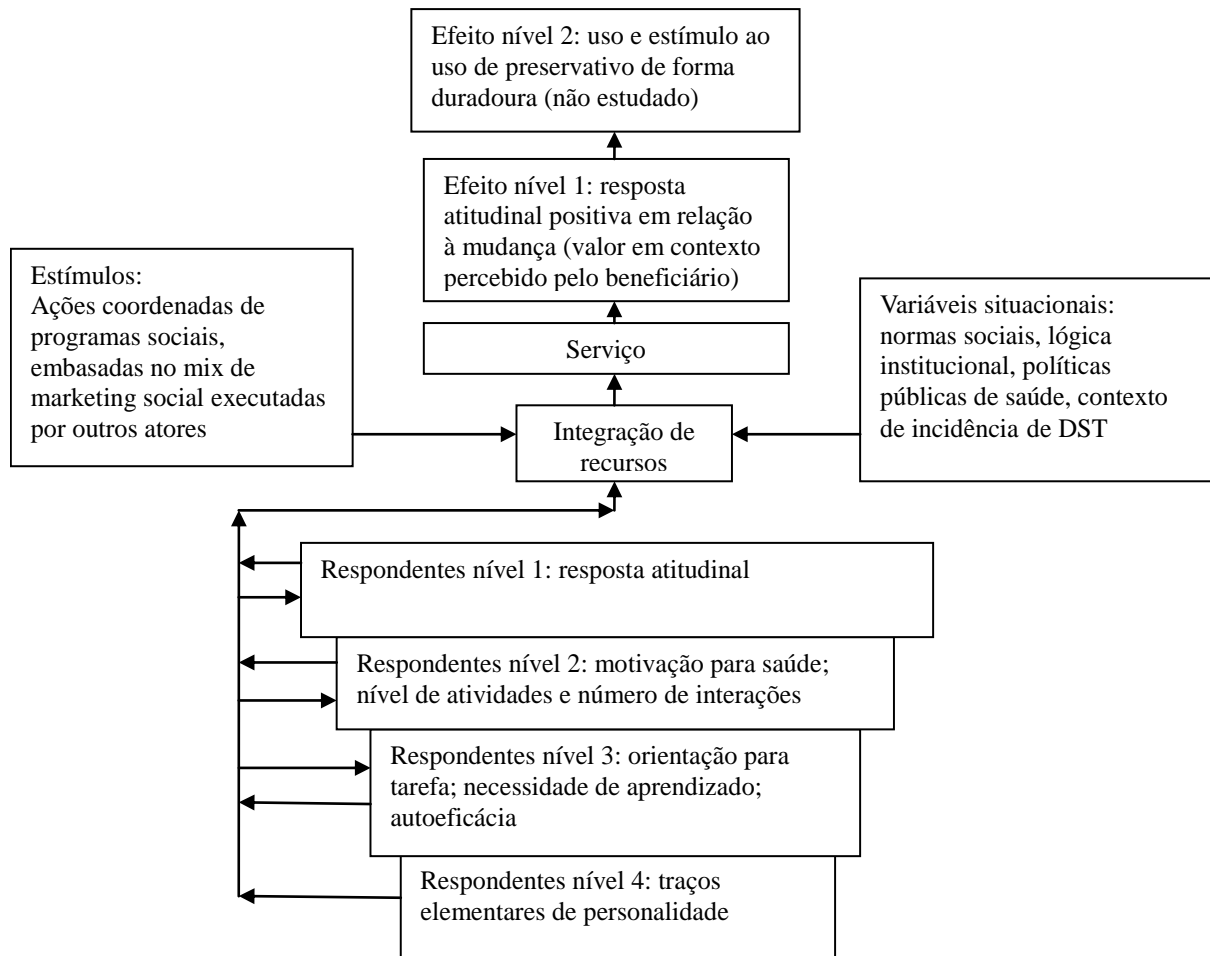 Efeito nível 2: uso e estímulo ao
uso de preservativo de forma
duradoura (não estudado)
Efeito nível 1: resposta
atitudinal positiva em relação
à mudança (valor em contexto
percebido pelo beneficiário)
Estímulos:
Ações coordenadas de
programas sociais,
embasadas no mix de
marketing social executadas
por outros atores
Variáveis situacionais:
normas sociais, lógica
institucional, políticas
públicas de saúde, contexto
de incidência de DST
Serviço
Integração de
recursos
Respondentes nível 1: resposta atitudinal
Respondentes nível 2: motivação para saúde;
nível de atividades e número de interações
Respondentes nível 3: orientação para
tarefa; necessidade de aprendizado;
autoeficácia
Respondentes nível 4: traços
elementares de personalidade